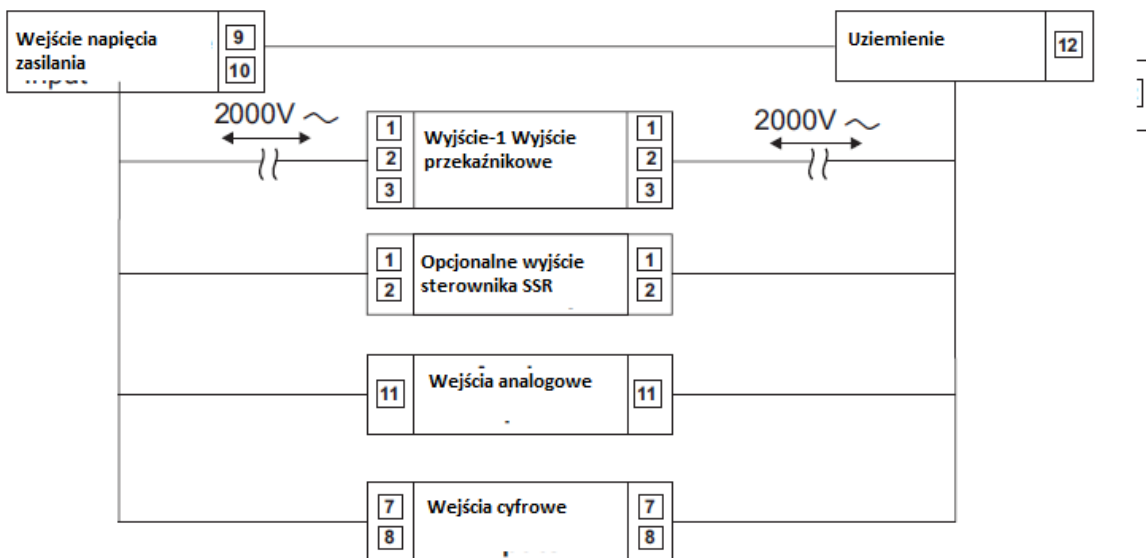 Wejście napięcia
zasilania
9
10
Uziemienie
12
2000V
2000V
1
2
3
Wyjście-1 Wyjście
przekaźnikowe
1
2
3
1
2
Opcjonalne wyjście
sterownika SSR
1
2
11
Wejścia analogowe
11
7
8
Wejścia cyfrowe
7
8